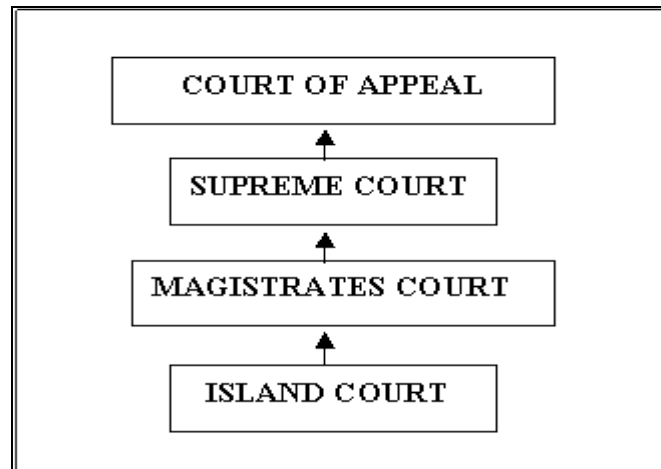 COURT OF APPEAL
SUPREME COURT
MAGISTRATES COURT
ISLAND COURT